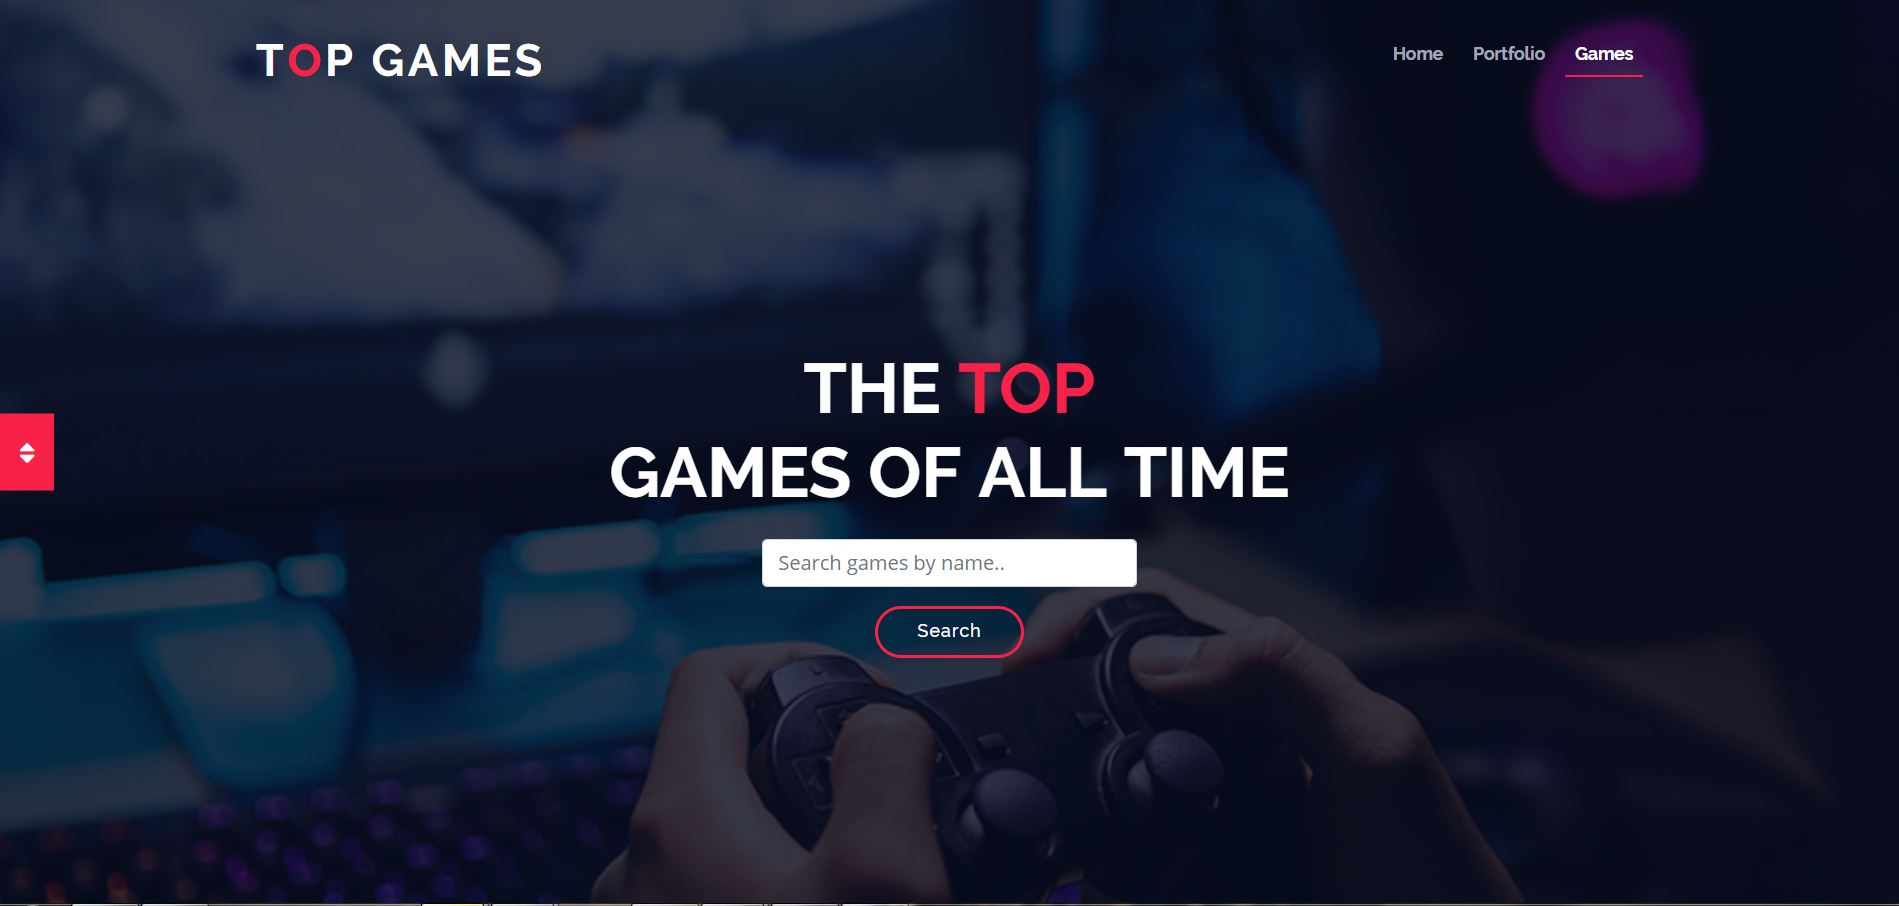 TOP GAMES
Home Portfolio Games
THE TOP
GAMES OF ALL TIME
Search games by name..
Search